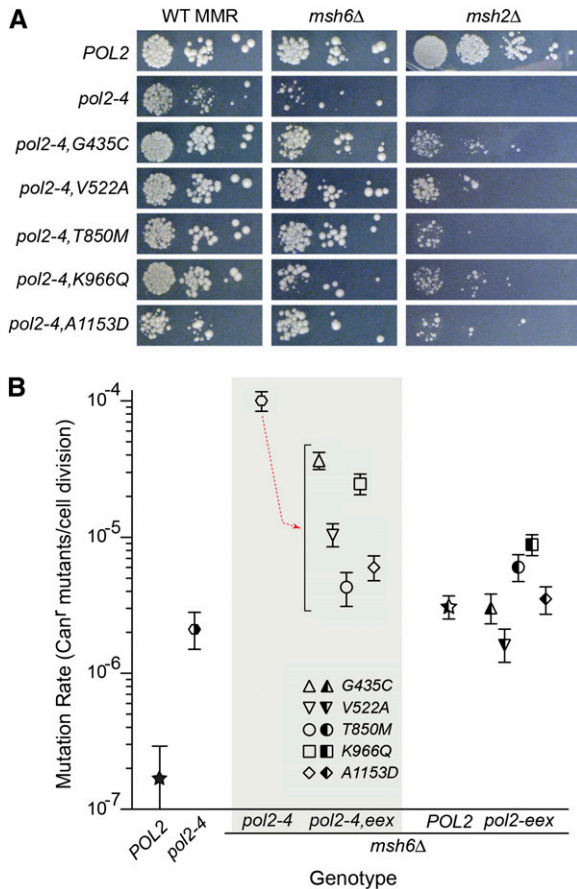 A
WT MMR msh6Δ msh2Δ
POL2
pol2-4
pol2-4,G435C
pol2-4,V522A
pol2-4,T850M
pol2-4,K966Q
pol2-4,A1153D
B
Mutation Rate (Canʳ mutants/cell division)
10⁻⁴
10⁻⁵
10⁻⁶
10⁻⁷
G435C
V522A
T850M
K966Q
A1153D
POL2 pol2-4 pol2-4 pol2-4,eex POL2 pol2-eex
msh6Δ
Genotype